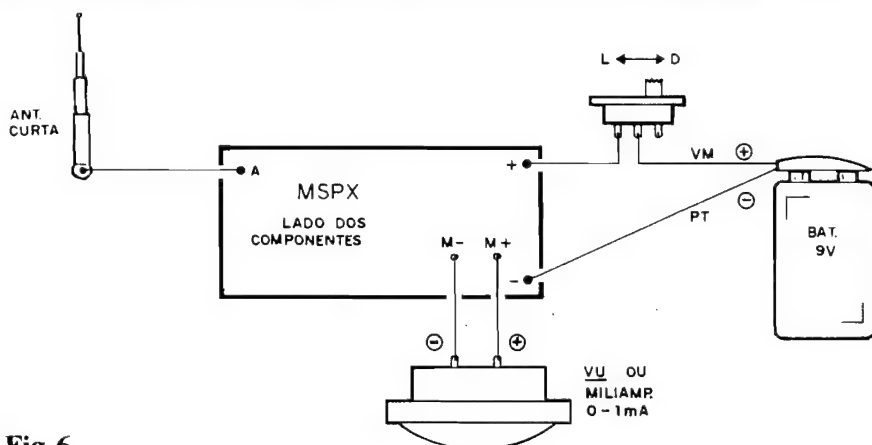 ANT.
CURTA
A
MSPX
LADO DOS
COMPONENTES
M- M+
+
-
L D
VM
PT
+
-
BAT.
9V
- +
VU OU
MILIAMP.
0-1mA
Fig. 6